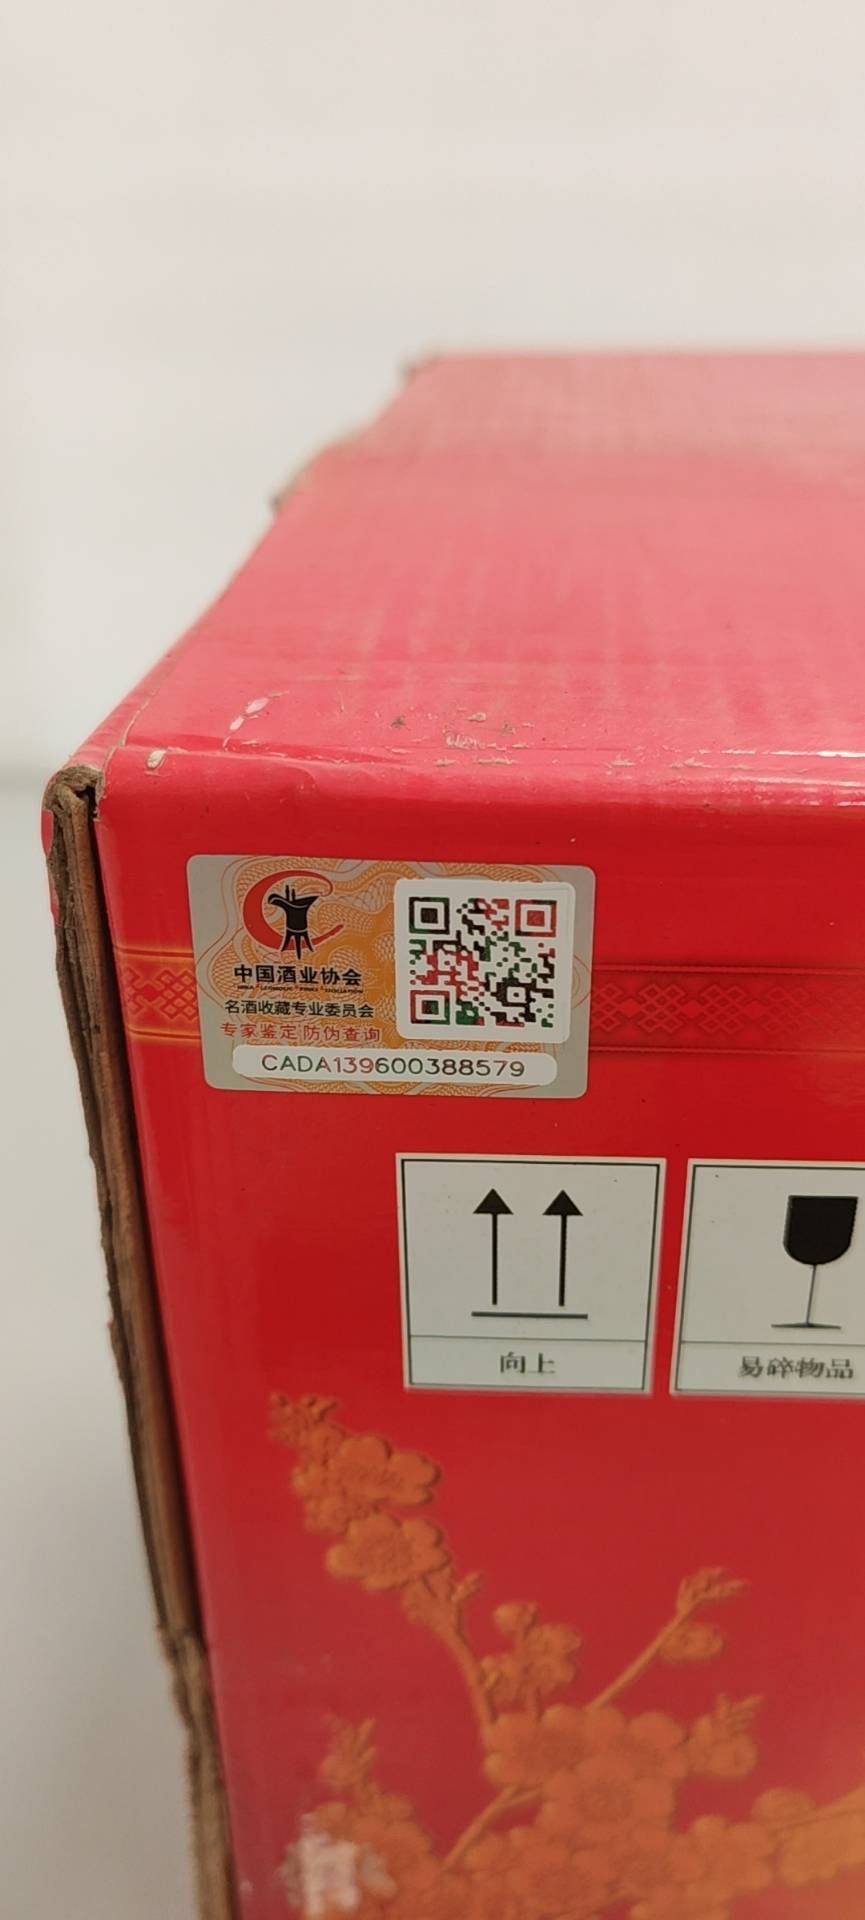 中国酒业协会
名酒收藏专业委员会
专家鉴定 防伪查询
CADA139600388579
向上
易碎物品